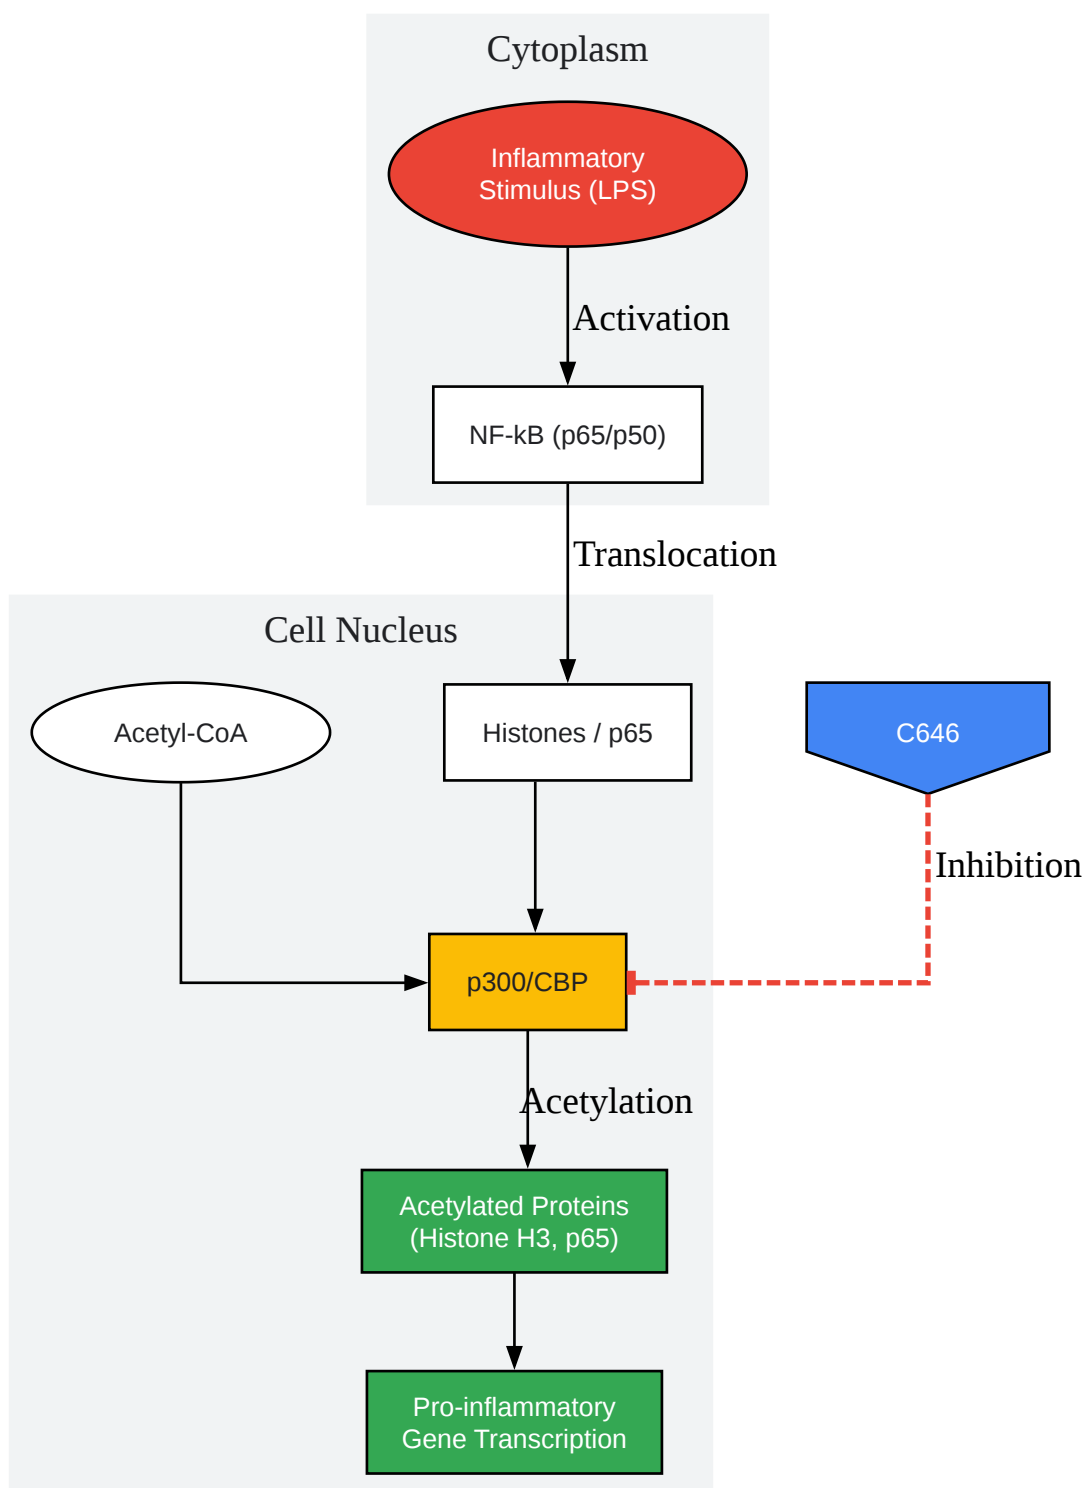 Cytoplasm
Inflammatory
Stimulus (LPS)
Activation
NF-kB (p65/p50)
Translocation
Cell Nucleus
Acetyl-CoA
Histones / p65
C646
Inhibition
p300/CBP
Acetylation
Acetylated Proteins
(Histone H3, p65)
Pro-inflammatory
Gene Transcription